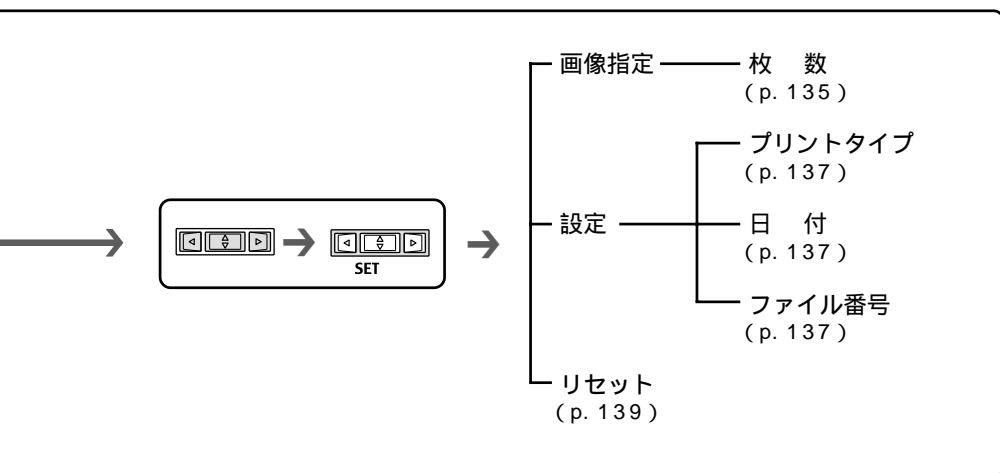 画像指定
枚　数
(p. 135)
プリントタイプ
(p. 137)
設定
日　付
(p. 137)
SET
ファイル番号
(p. 137)
リセット
(p. 139)